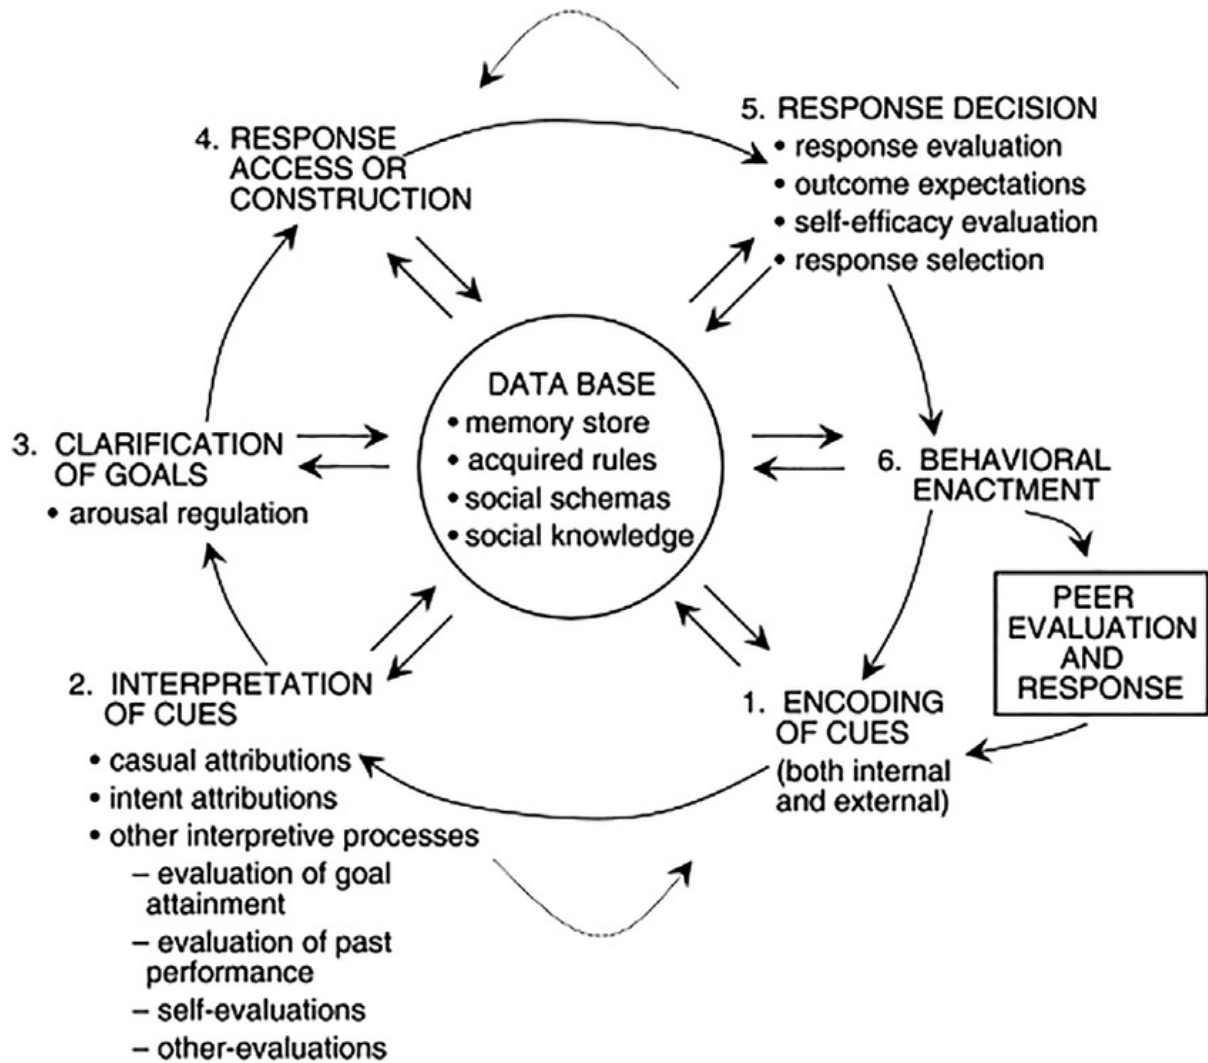 5. RESPONSE DECISION
• response evaluation
• outcome expectations
• self-efficacy evaluation
• response selection
4. RESPONSE
ACCESS OR
CONSTRUCTION
DATA BASE
• memory store
• acquired rules
• social schemas
• social knowledge
3. CLARIFICATION
OF GOALS
• arousal regulation
6. BEHAVIORAL
ENACTMENT
PEER
EVALUATION
AND
RESPONSE
2. INTERPRETATION
OF CUES
• casual attributions
• intent attributions
• other interpretive processes
– evaluation of goal
attainment
– evaluation of past
performance
– self-evaluations
– other-evaluations
1. ENCODING
OF CUES
(both internal
and external)